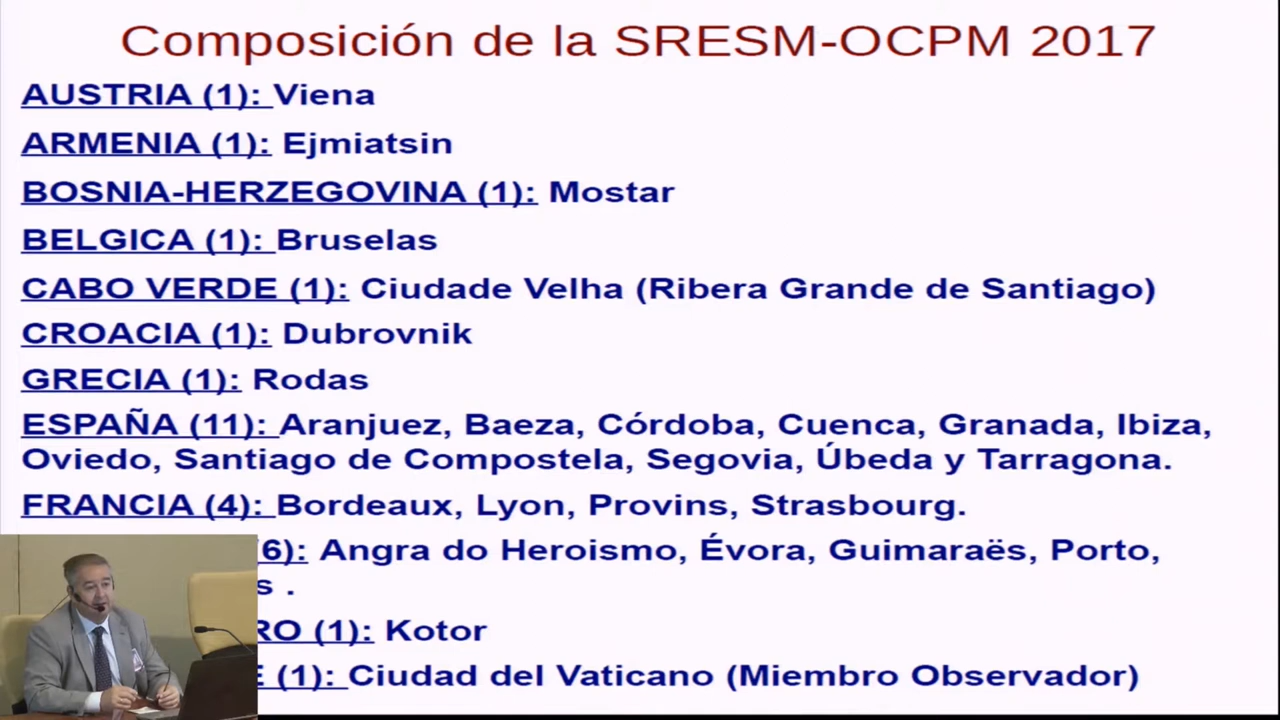 Composición de la SRESM-OCPM 2017
AUSTRIA (1): Viena
ARMENIA (1): Ejmiatsin
BOSNIA-HERZEGOVINA (1): Mostar
BELGICA (1): Bruselas
CABO VERDE (1): Ciudade Velha (Ribera Grande de Santiago)
CROACIA (1): Dubrovnik
GRECIA (1): Rodas
ESPAÑA (11): Aranjuez, Baeza, Córdoba, Cuenca, Granada, Ibiza,
Oviedo, Santiago de Compostela, Segovia, Úbeda y Tarragona.
FRANCIA (4): Bordeaux, Lyon, Provins, Strasbourg.
(6): Angra do Heroismo, Évora, Guimaraës, Porto,
s .
RO (1): Kotor
E (1): Ciudad del Vaticano (Miembro Observador)